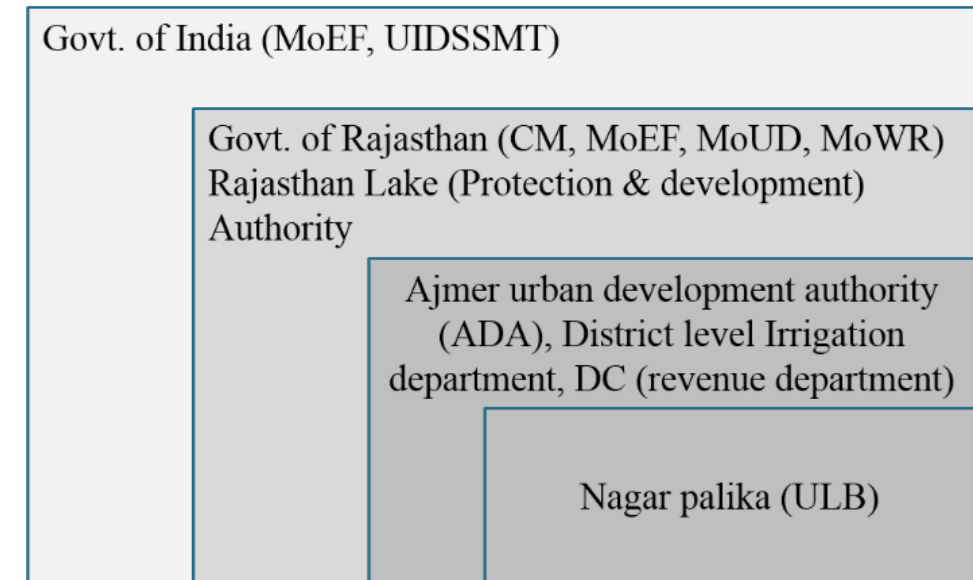 Govt. of India (MoEF, UIDSSMT)
Govt. of Rajasthan (CM, MoEF, MoUD, MoWR)
Rajasthan Lake (Protection & development)
Authority
Ajmer urban development authority
(ADA), District level Irrigation
department, DC (revenue department)
Nagar palika (ULB)